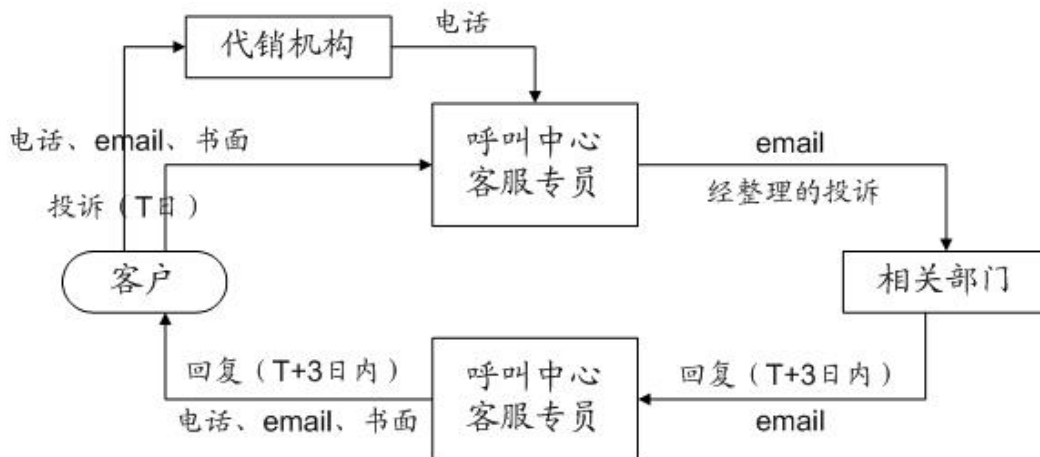 代销机构
电话
电话、email、书面
投诉（T日）
呼叫中心
客服专员
email
经整理的投诉
客户
相关部门
回复（T+3日内）
电话、email、书面
呼叫中心
客服专员
回复（T+3日内）
email